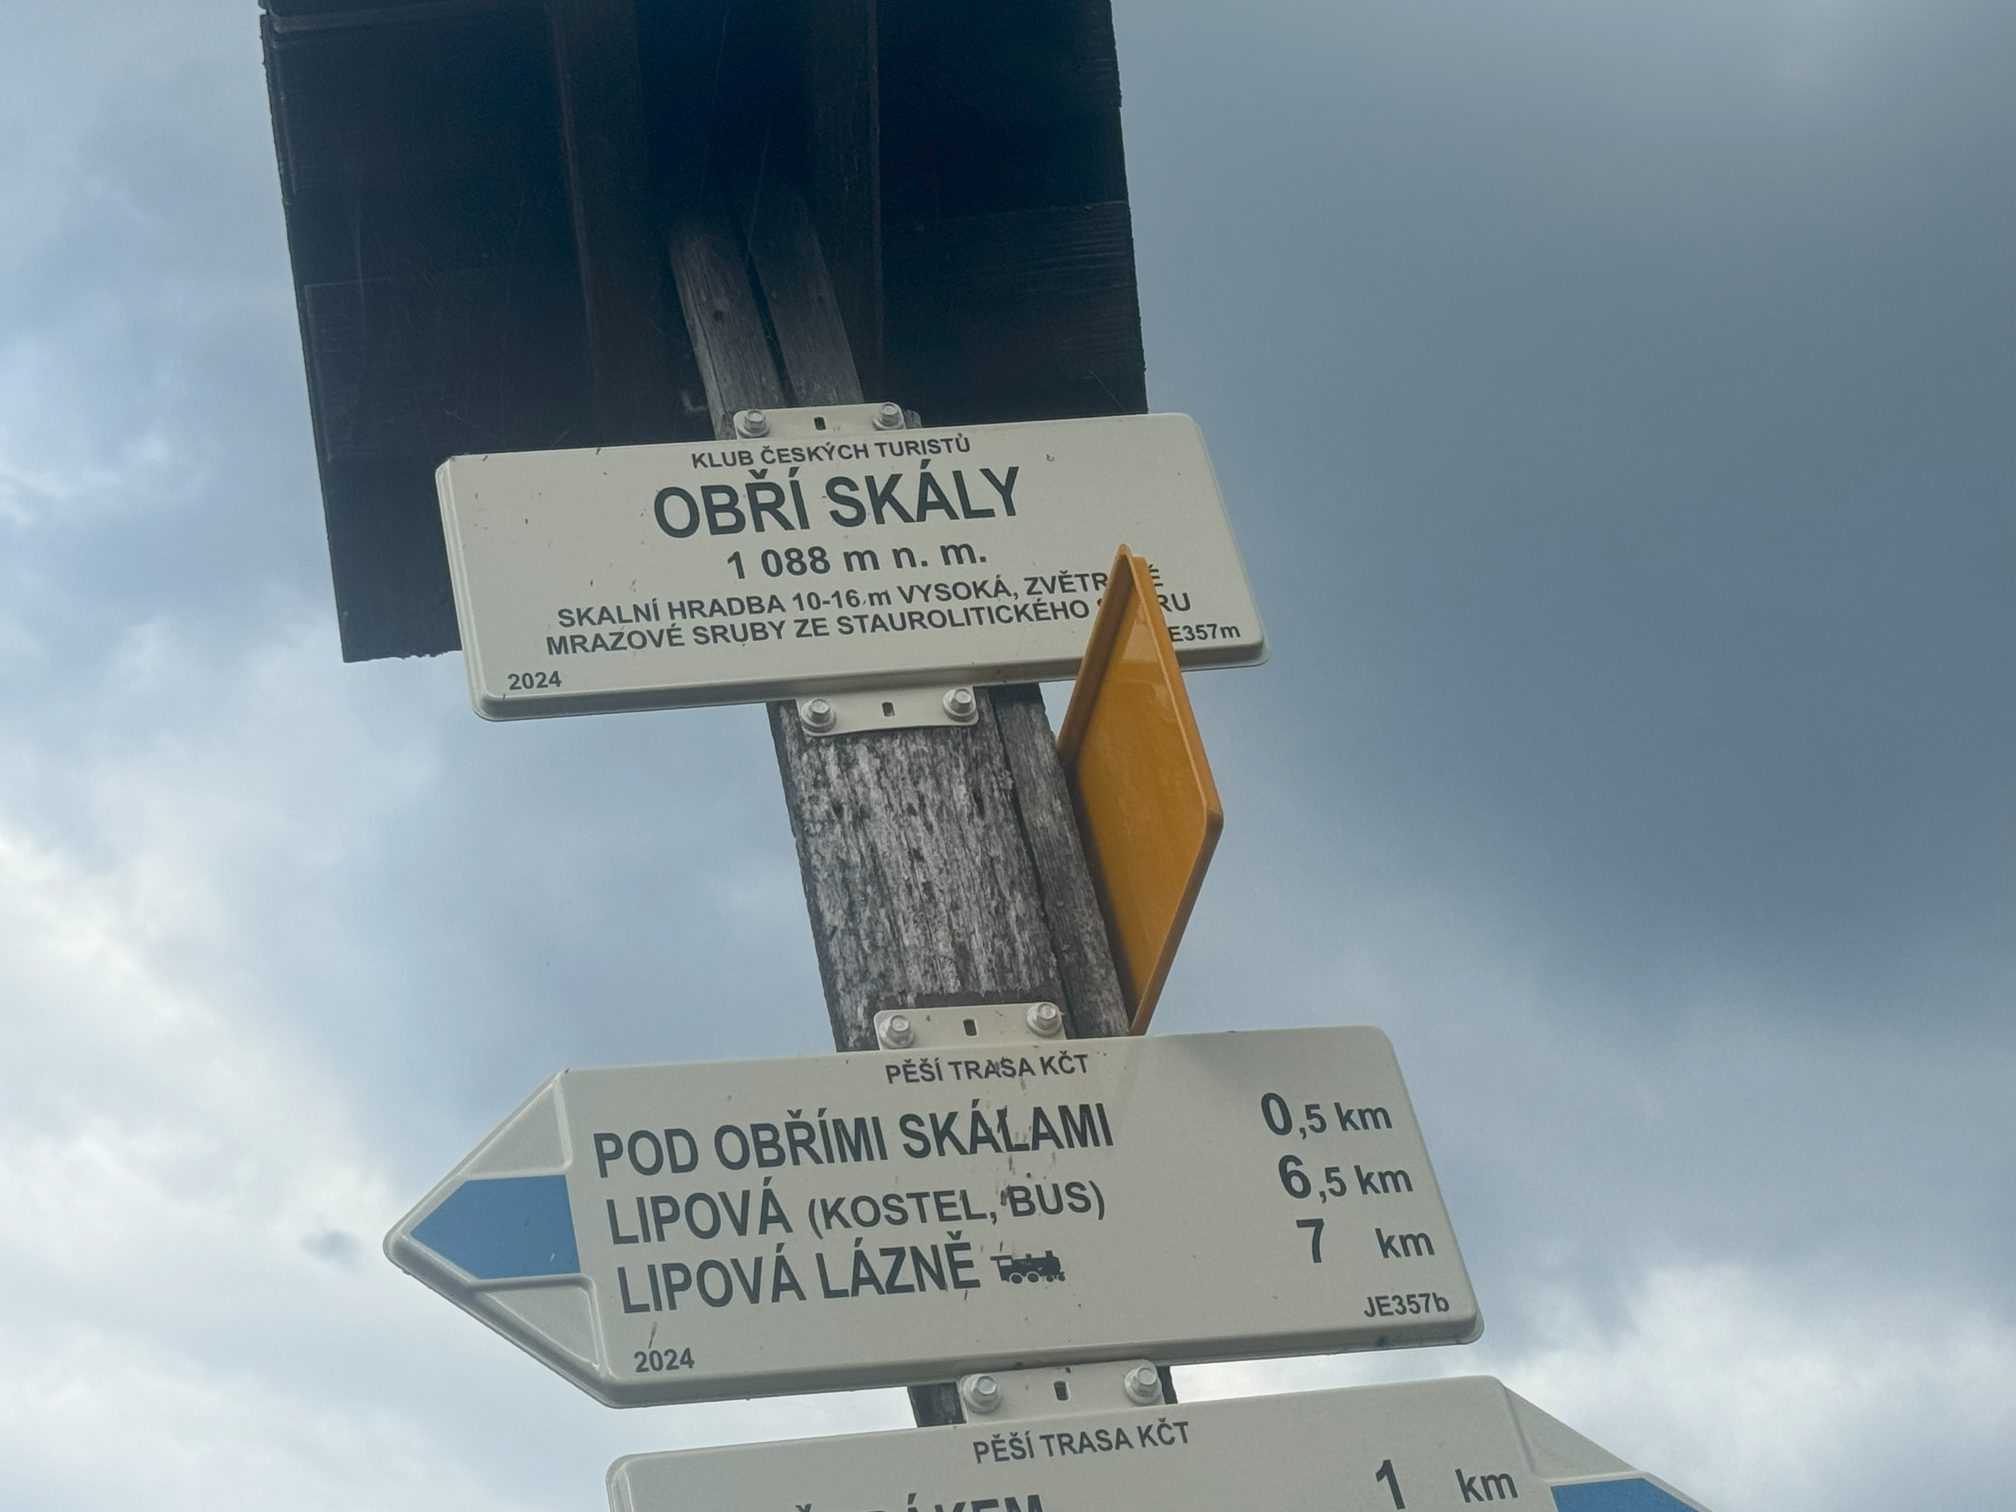 KLUB ČESKÝCH TURISTŮ
OBŘÍ SKÁLY
1 088 m n. m.
SKALNÍ HRADBA 10-16 m VYSOKÁ,
MRAZOVÉ SRUBY ZE STAUROLITICKÉHO
2024
PĚŠÍ TRASA KČT
POD OBŘÍMI SKÁLAMI 0,5 km
LIPOVÁ (KOSTEL, BUS) 6,5 km
LIPOVÁ LÁZNĚ 7 km
JE357b
2024
PĚŠÍ TRASA KČT
1 km